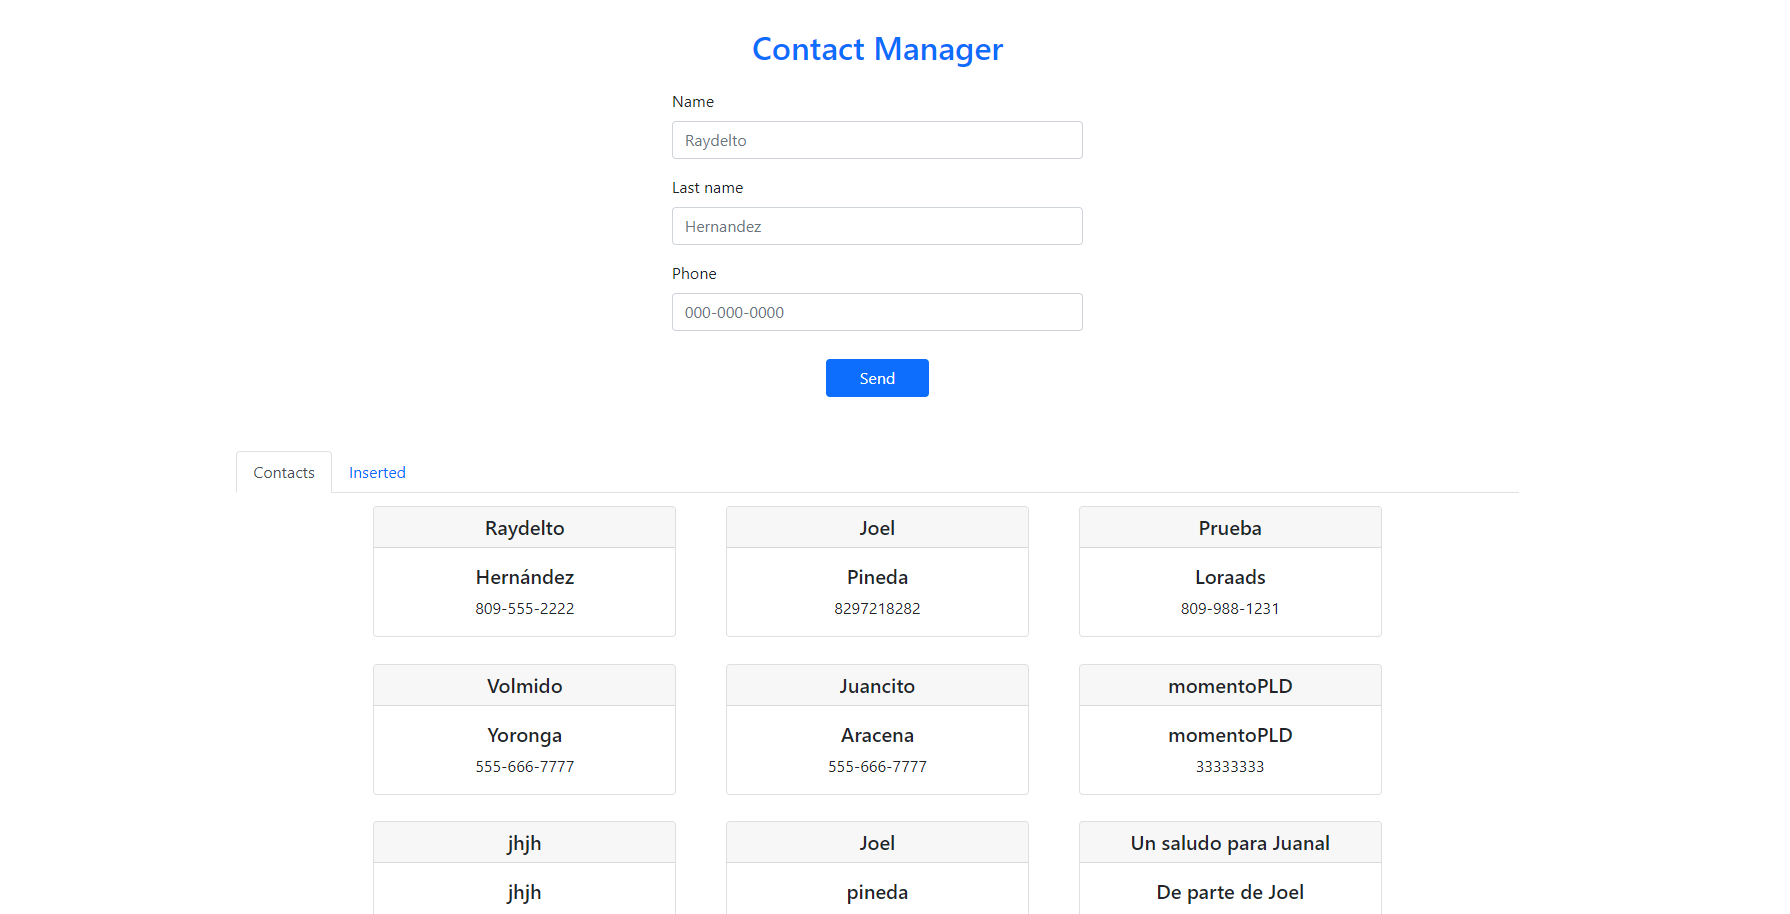 Contact Manager
Name
Raydelto
Last name
Hernandez
Phone
000-000-0000
Send
Contacts
Inserted
Raydelto
Hernández
809-555-2222
Joel
Pineda
8297218282
Prueba
Loraads
809-988-1231
Volmido
Yoronga
555-666-7777
Juancito
Aracena
555-666-7777
momentoPLD
momentoPLD
33333333
jhjh
jhjh
Joel
pineda
Un saludo para Juanal
De parte de Joel